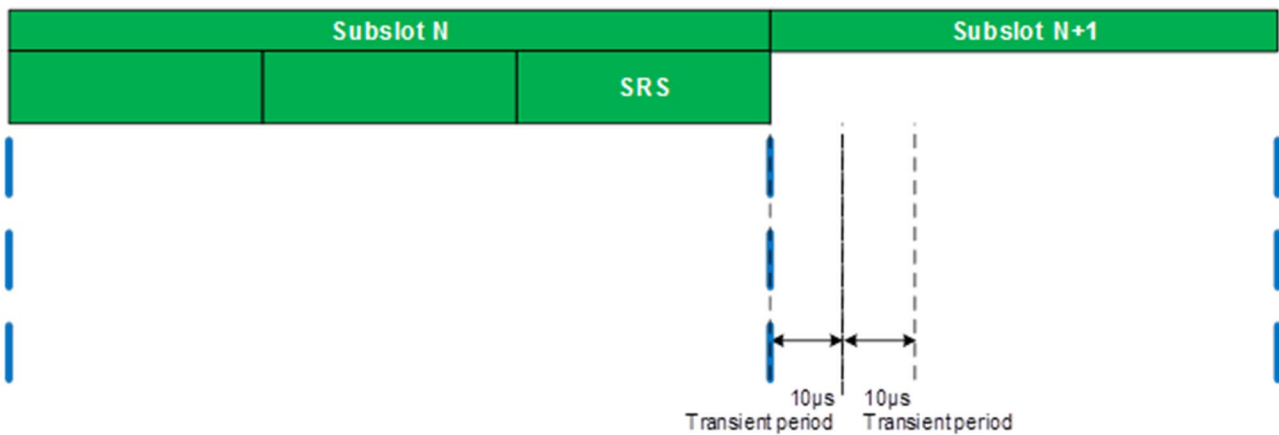 Subslot N
Subslot N+1
SRS
10µs
Transient period
10µs
Transient period